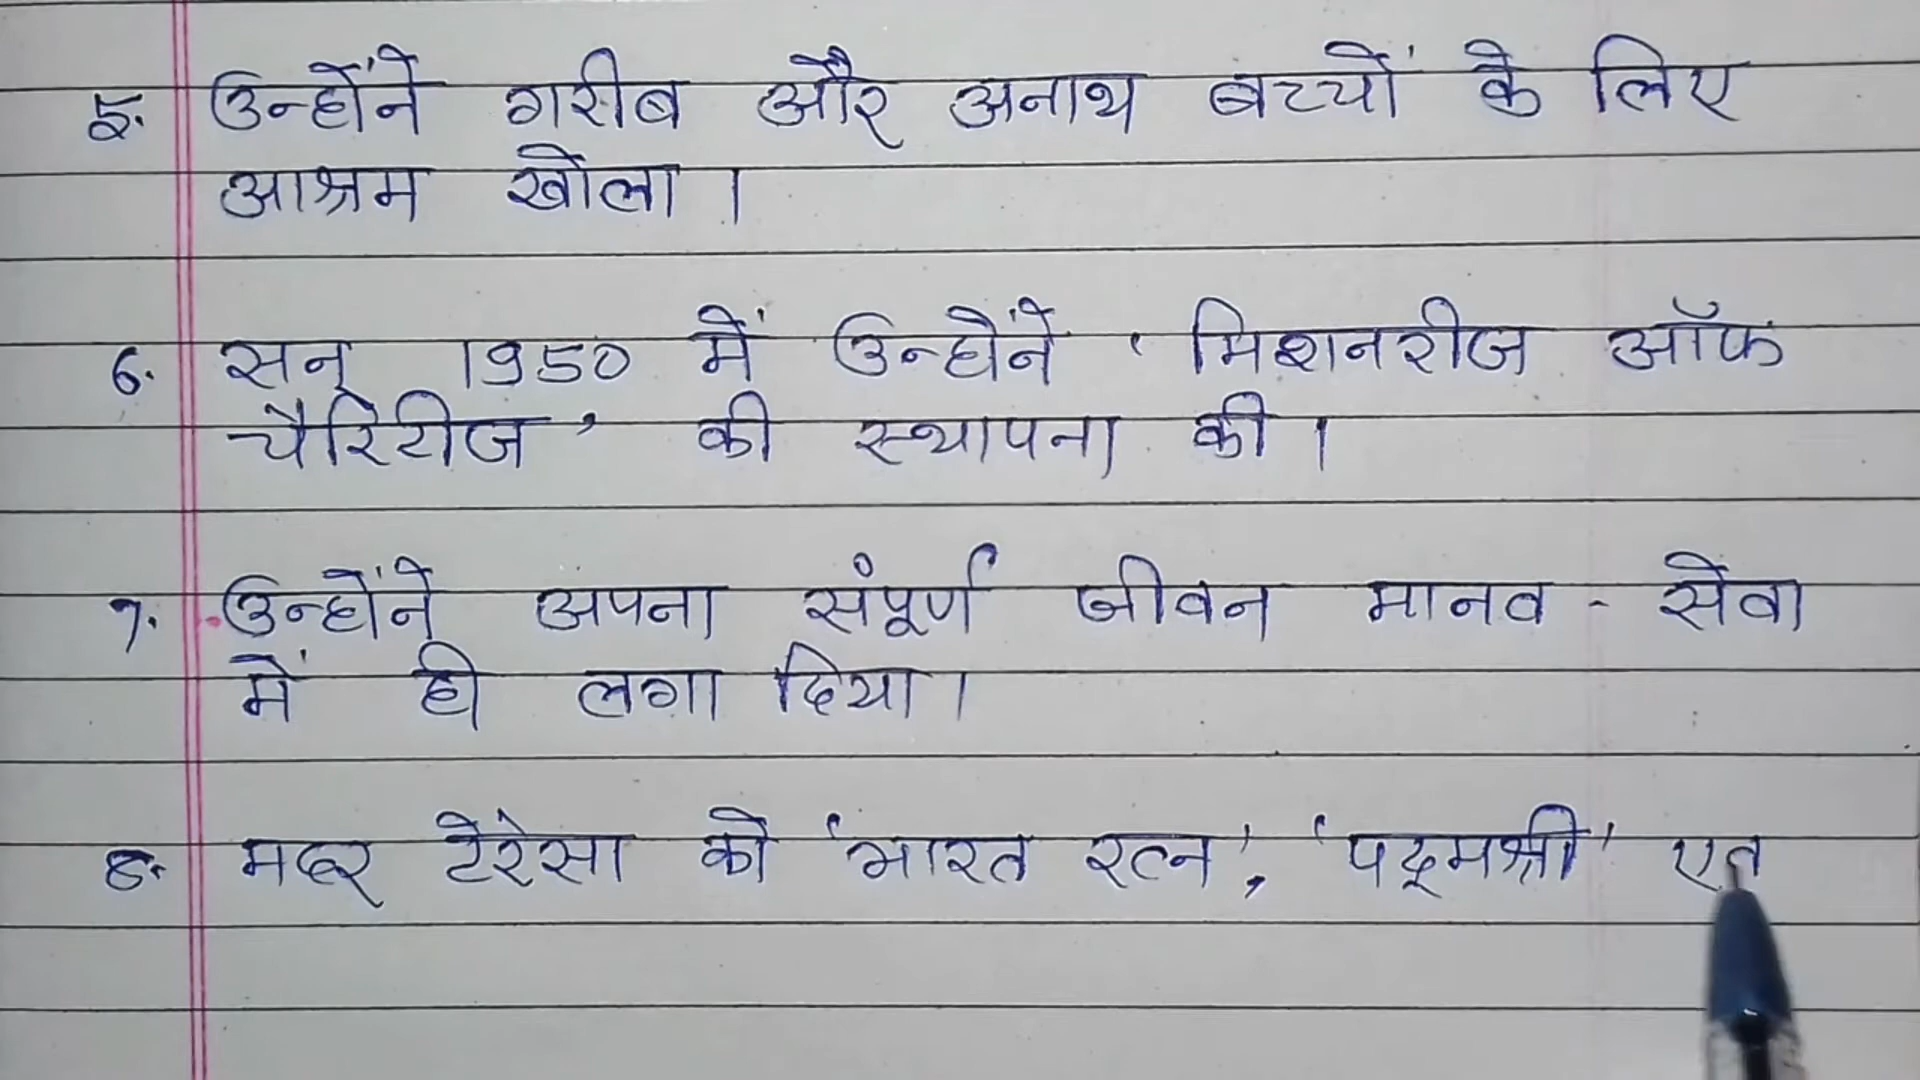 5. उन्होंने गरीब और अनाथ बच्चों के लिए
आश्रम खोला।
6. सन् 1950 में उन्होंने ' मिशनरीज ऑफ
चैरिटीज ' की स्थापना की।
7. उन्होंने अपना संपूर्ण जीवन मानव - सेवा
में ही लगा दिया।
8. मदर टेरेसा को 'भारत रत्न', 'पद्मश्री'